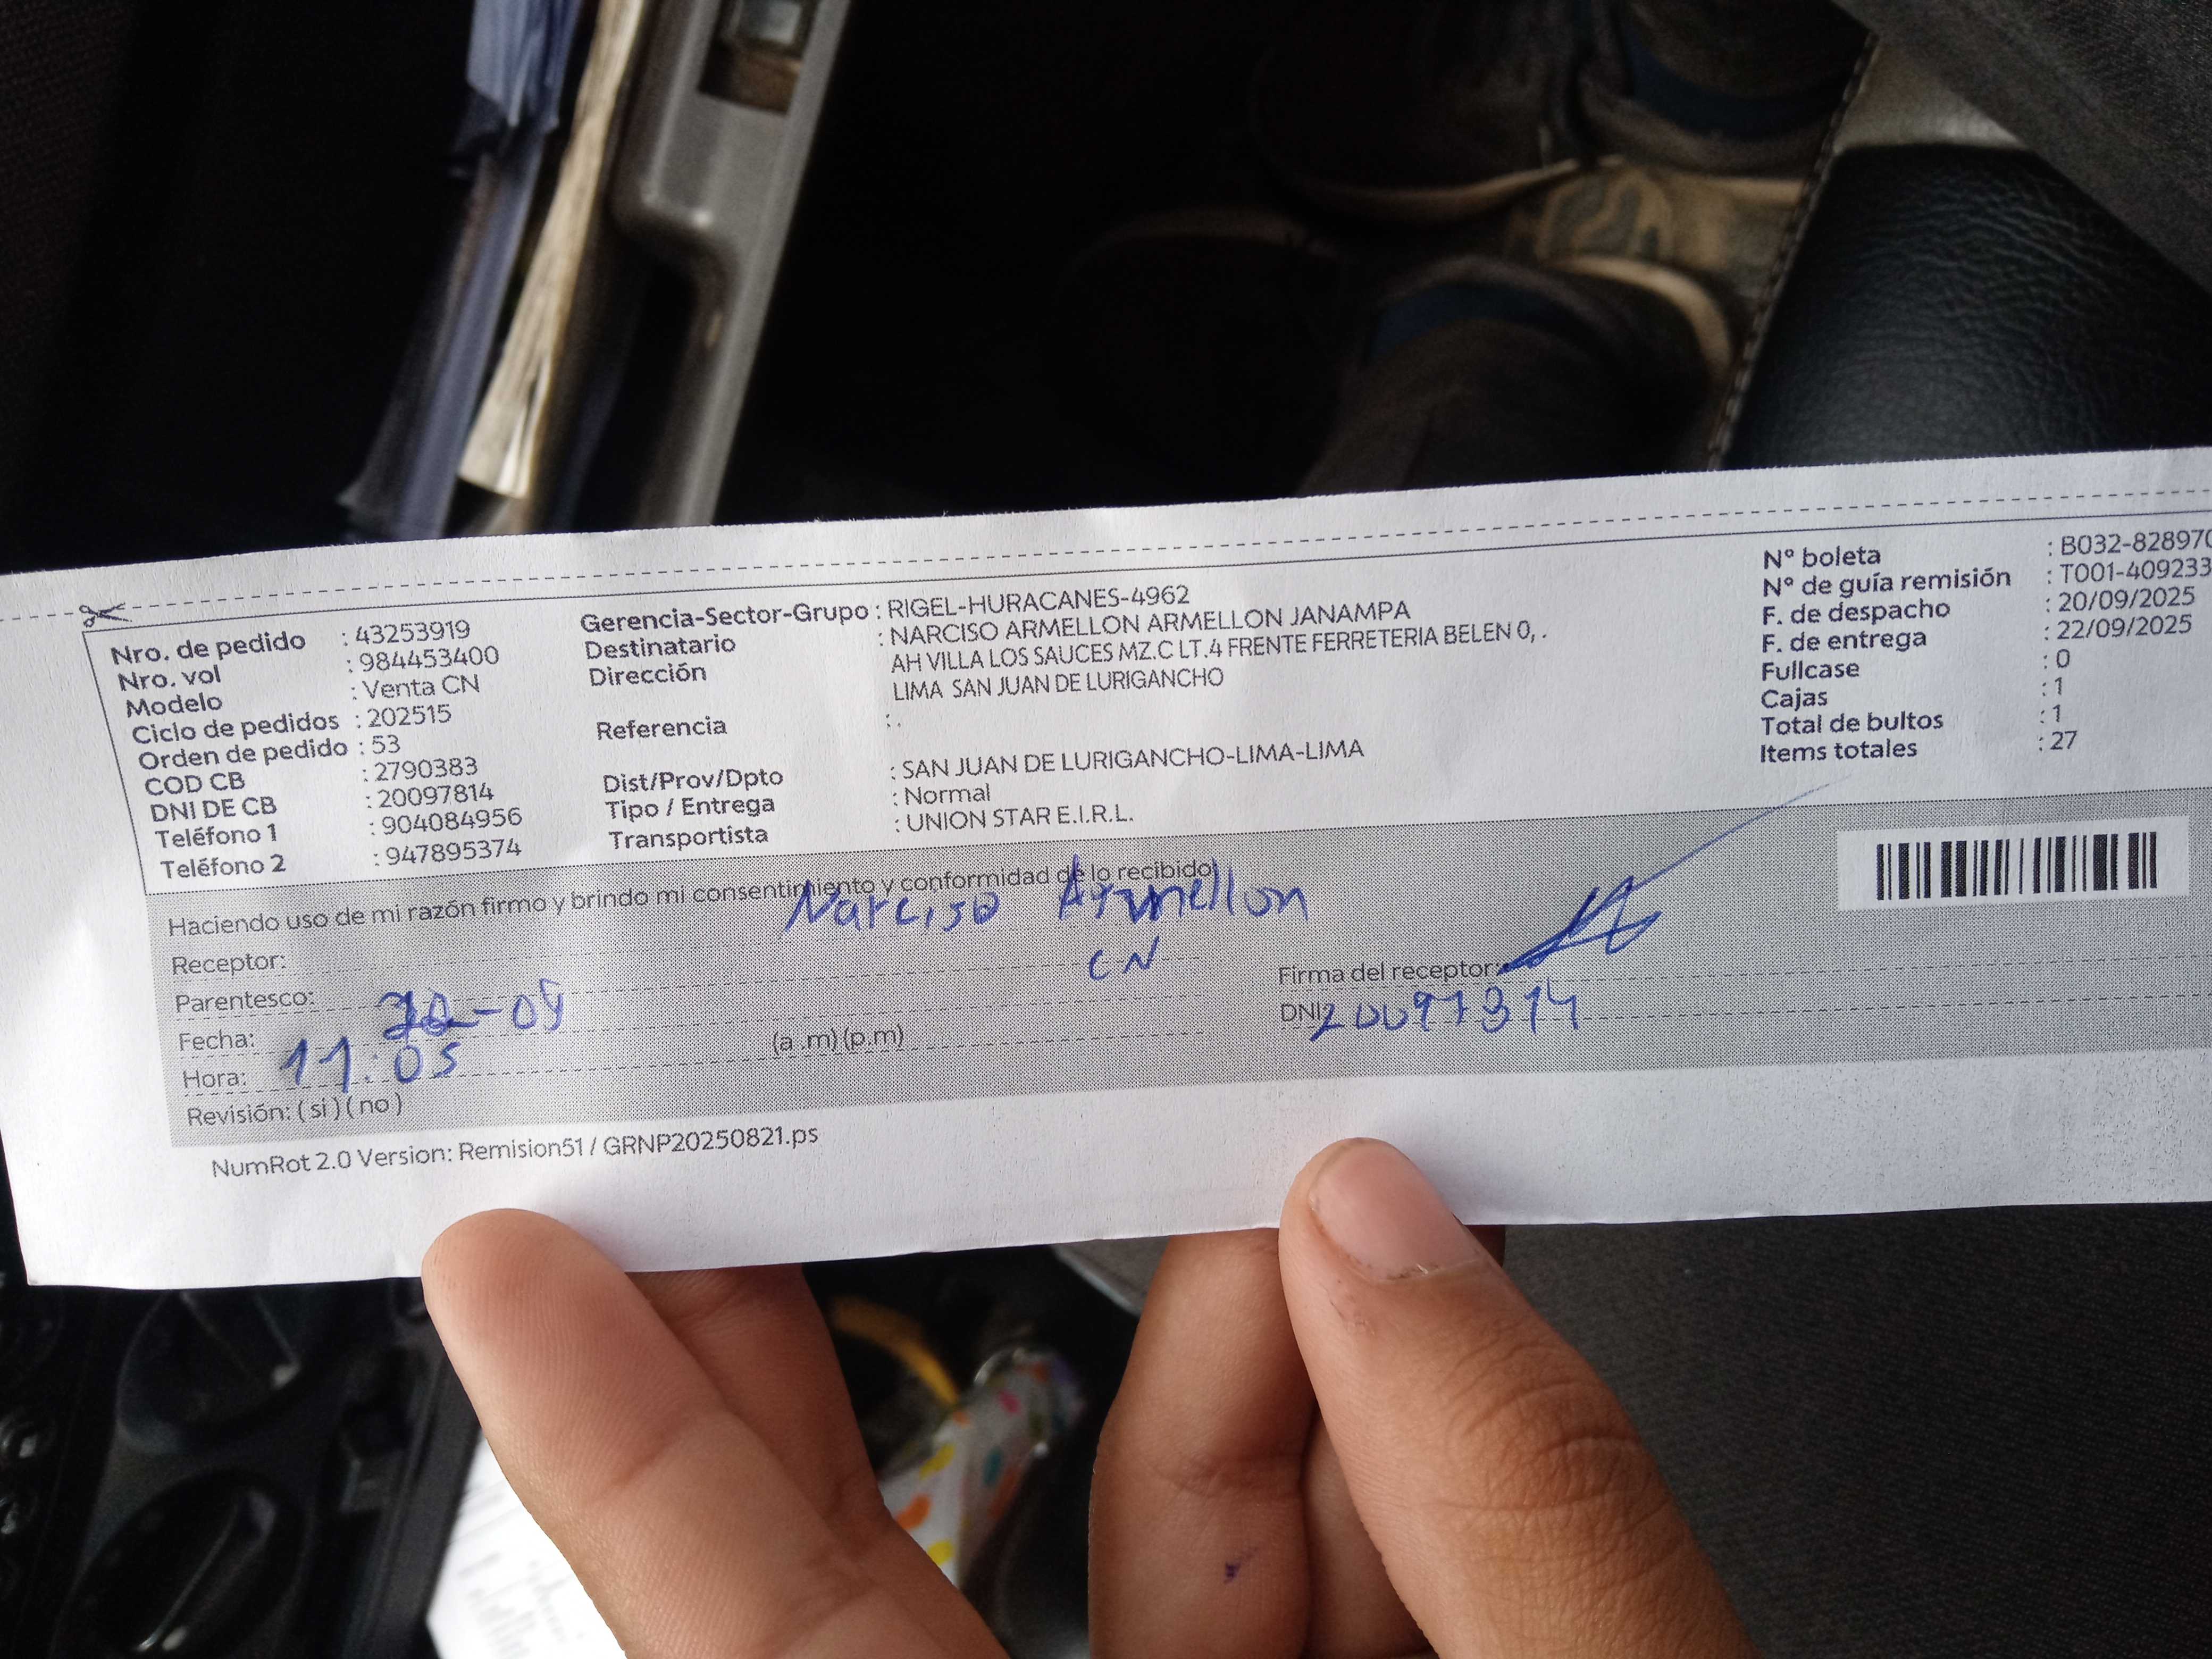 Nro. de pedido : 43253919
Nro. vol : 984453400
Modelo : Venta CN
Ciclo de pedidos : 202515
Orden de pedido : 53
COD CB : 2790383
DNI DE CB : 20097814
Teléfono 1 : 904084956
Teléfono 2 : 947895374
Gerencia-Sector-Grupo : RIGEL-HURACANES-4962
Destinatario : NARCISO ARMELLON ARMELLON JANAMPA
Dirección : AH VILLA LOS SAUCES MZ.C LT.4 FRENTE FERRETERIA BELEN 0, .
LIMA SAN JUAN DE LURIGANCHO
Referencia : .
Dist/Prov/Dpto : SAN JUAN DE LURIGANCHO-LIMA-LIMA
Tipo / Entrega : Normal
Transportista : UNION STAR E.I.R.L.
Nº boleta : B032-828970
Nº de guía remisión : T001-409233
F. de despacho : 20/09/2025
F. de entrega : 22/09/2025
Fullcase : 0
Cajas : 1
Total de bultos : 1
Items totales : 27
Haciendo uso de mi razón firmo y brindo mi consentimiento y conformidad de lo recibido
Receptor: Narciso Armellon
Parentesco: CN
Firma del receptor:
Fecha:
DNI:
Hora: 11:05 (a .m) (p.m)
Revisión: ( si ) ( no )
NumRot 2.0 Version: Remision51 / GRNP20250821.ps